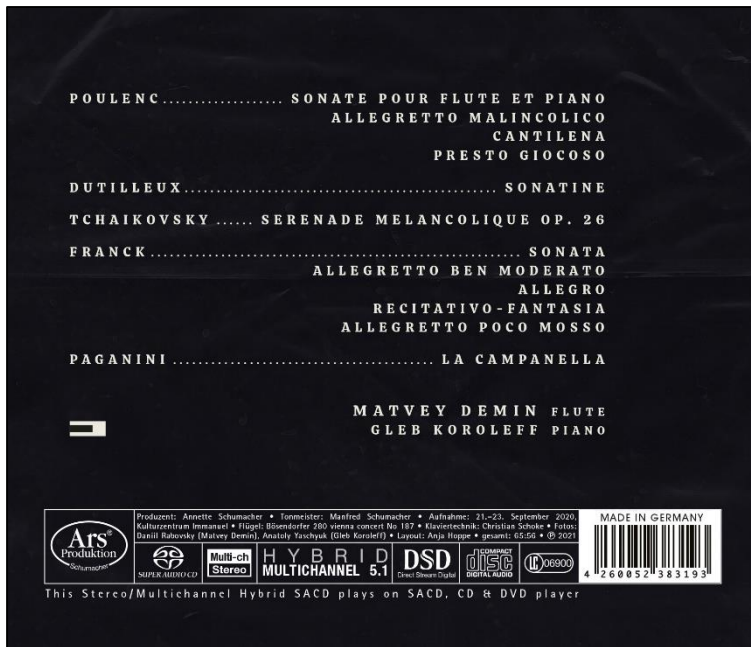 POULENC................... SONATE POUR FLUTE ET PIANO
ALLEGRETTO MALINCOLICO
CANTILENA
PRESTO GIOCOSO
DUTILLEUX................................................ SONATINE
TCHAIKOVSKY ...... SERENADE MELANCOLIQUE OP. 26
FRANCK......................................................... SONATA
ALLEGRETTO BEN MODERATO
ALLEGRO
RECITATIVO-FANTASIA
ALLEGRETTO POCO MOSSO
PAGANINI........................................ LA CAMPANELLA
MATVEY DEMIN FLUTE
GLEB KOROLEFF PIANO
Ars®
Produktion
Schumacher
Produzent: Annette Schumacher • Tonmeister: Manfred Schumacher • Aufnahme: 21.–23. September 2020,
Kulturzentrum Immanuel • Flügel: Bösendorfer 280 vienna concert No 187 • Klaviertechnik: Christian Schoke • Fotos:
Daniil Rabovsky (Matvey Demin), Anatoly Yaschyuk (Gleb Koroleff) • Layout: Anja Hoppe • gesamt: 65:56 • ℗ 2021
SUPER AUDIO CD
Multi-ch
Stereo
HYBRID
MULTICHANNEL 5.1
DSD
Direct Stream Digital
COMPACT
disc
DIGITAL AUDIO
LC 06900
MADE IN GERMANY
4 260052 383193
This Stereo/Multichannel Hybrid SACD plays on SACD, CD & DVD player